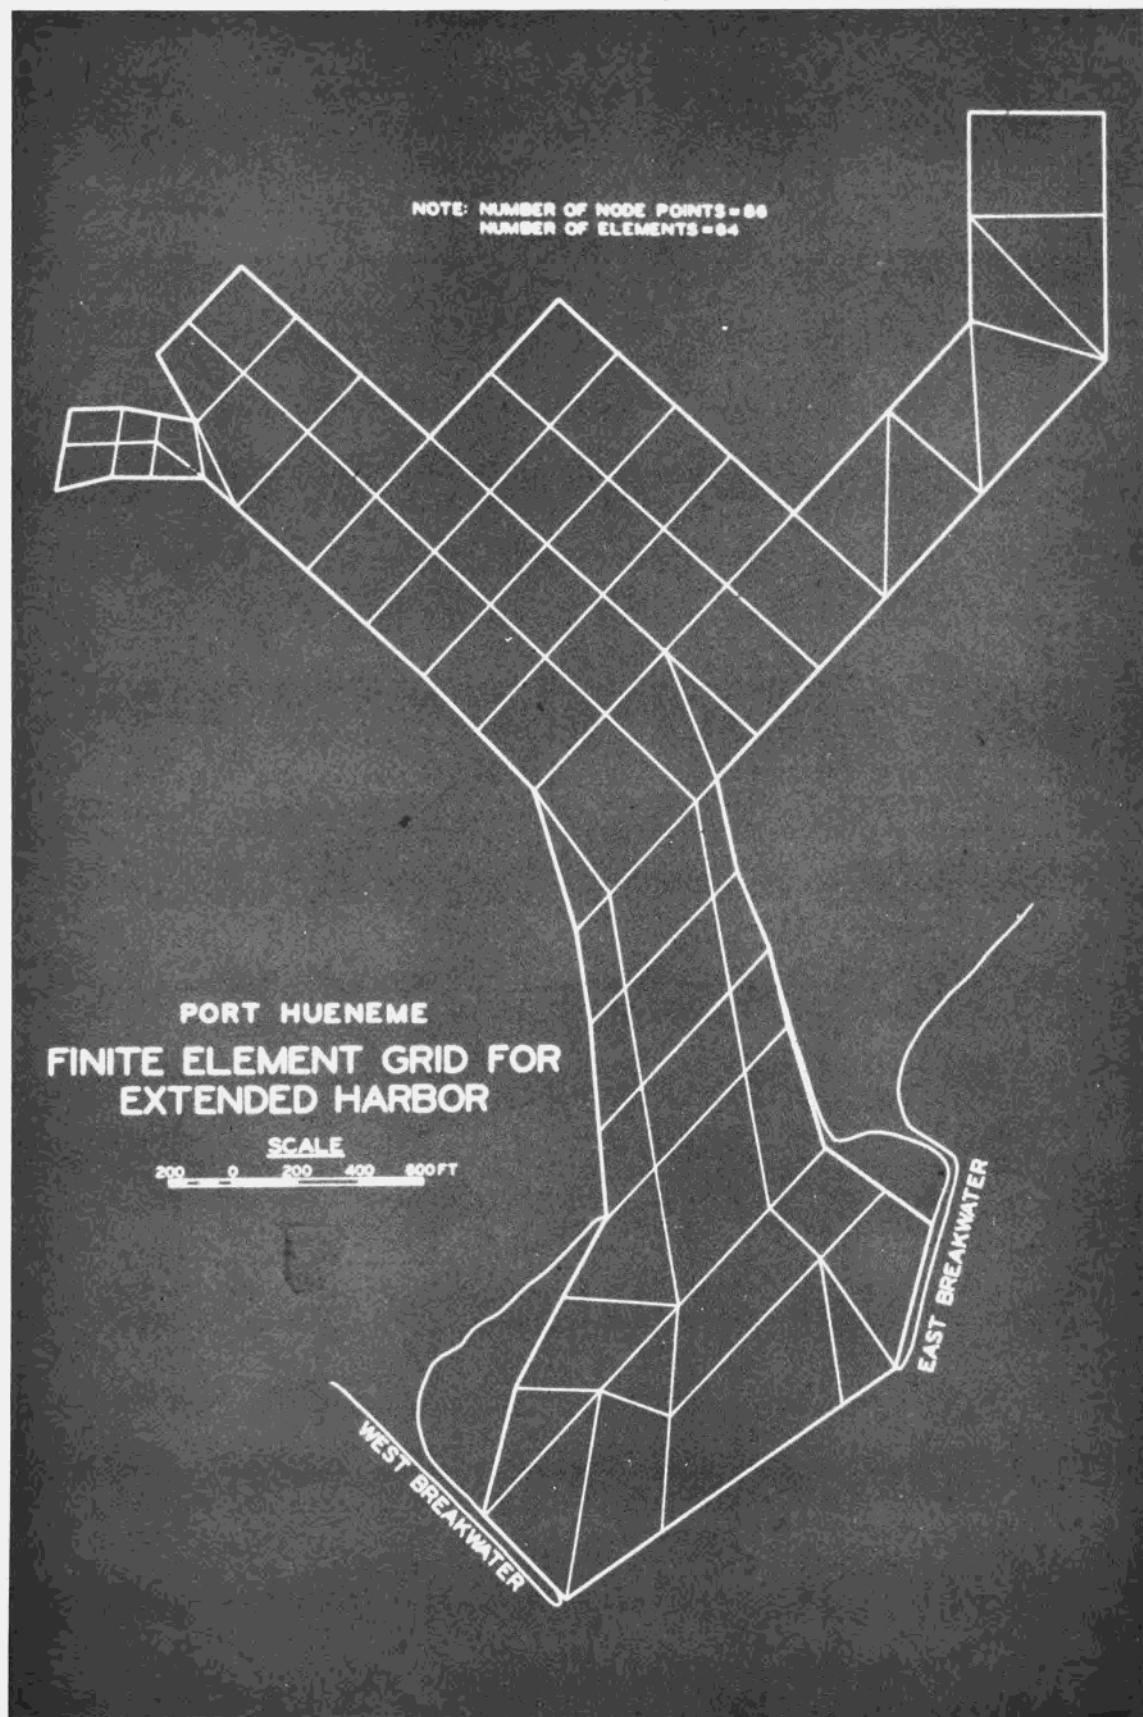 NOTE: NUMBER OF NODE POINTS=86
NUMBER OF ELEMENTS=64
PORT HUENEME
FINITE ELEMENT GRID FOR
EXTENDED HARBOR
SCALE
200 0 200 400 600 FT
EAST BREAKWATER
WEST BREAKWATER